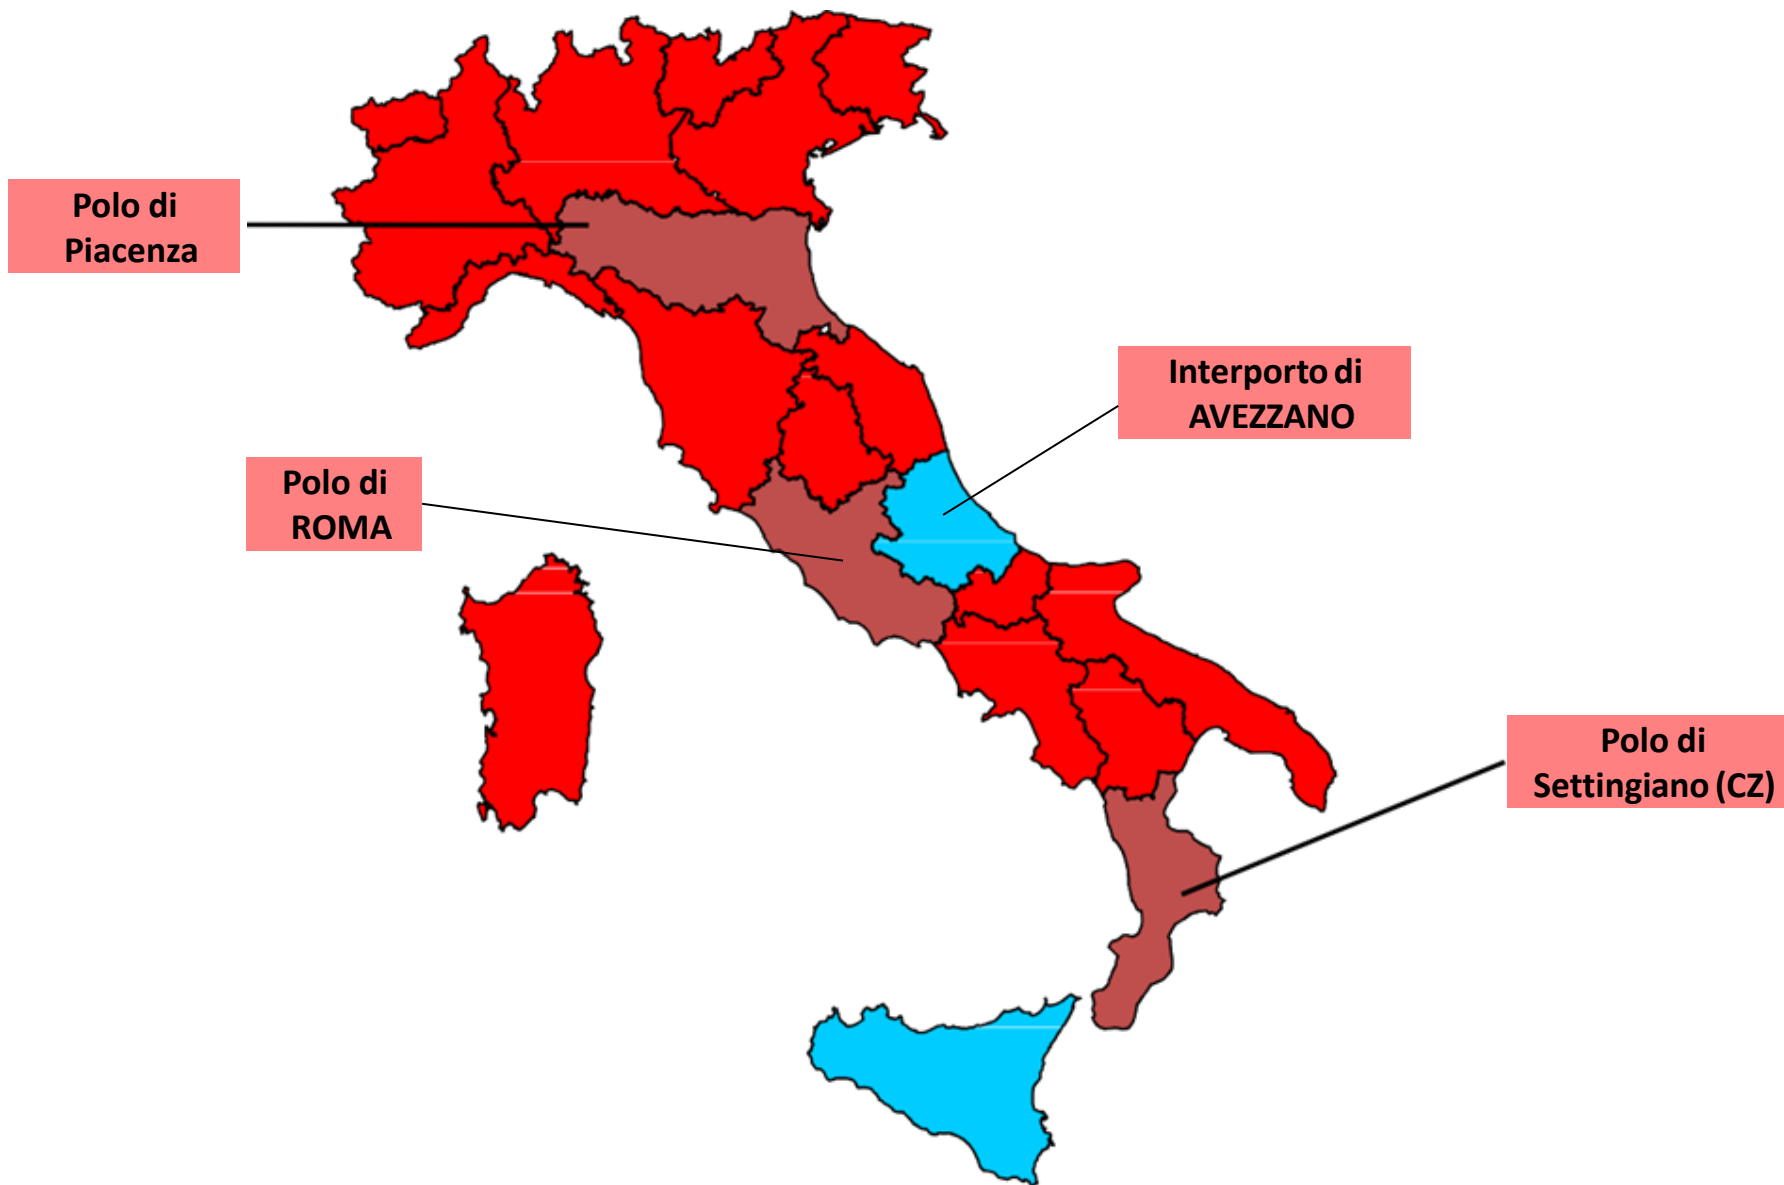 Polo di
Piacenza
Interporto di
AVEZZANO
Polo di
ROMA
Polo di
Settingiano (CZ)